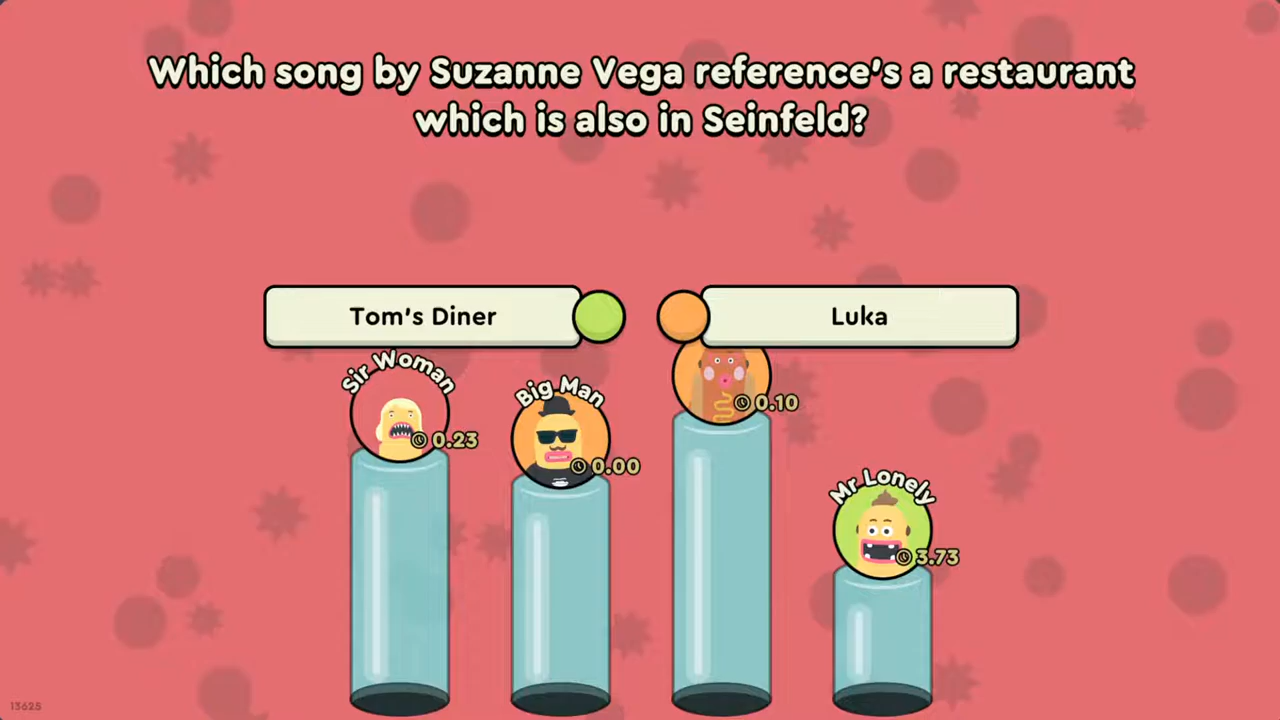 Which song by Suzanne Vega reference's a restaurant
which is also in Seinfeld?
Tom's Diner
Luka
Sir Woman
0.23
Big Man
0.00
0.10
Mr Lonely
3.73
13625